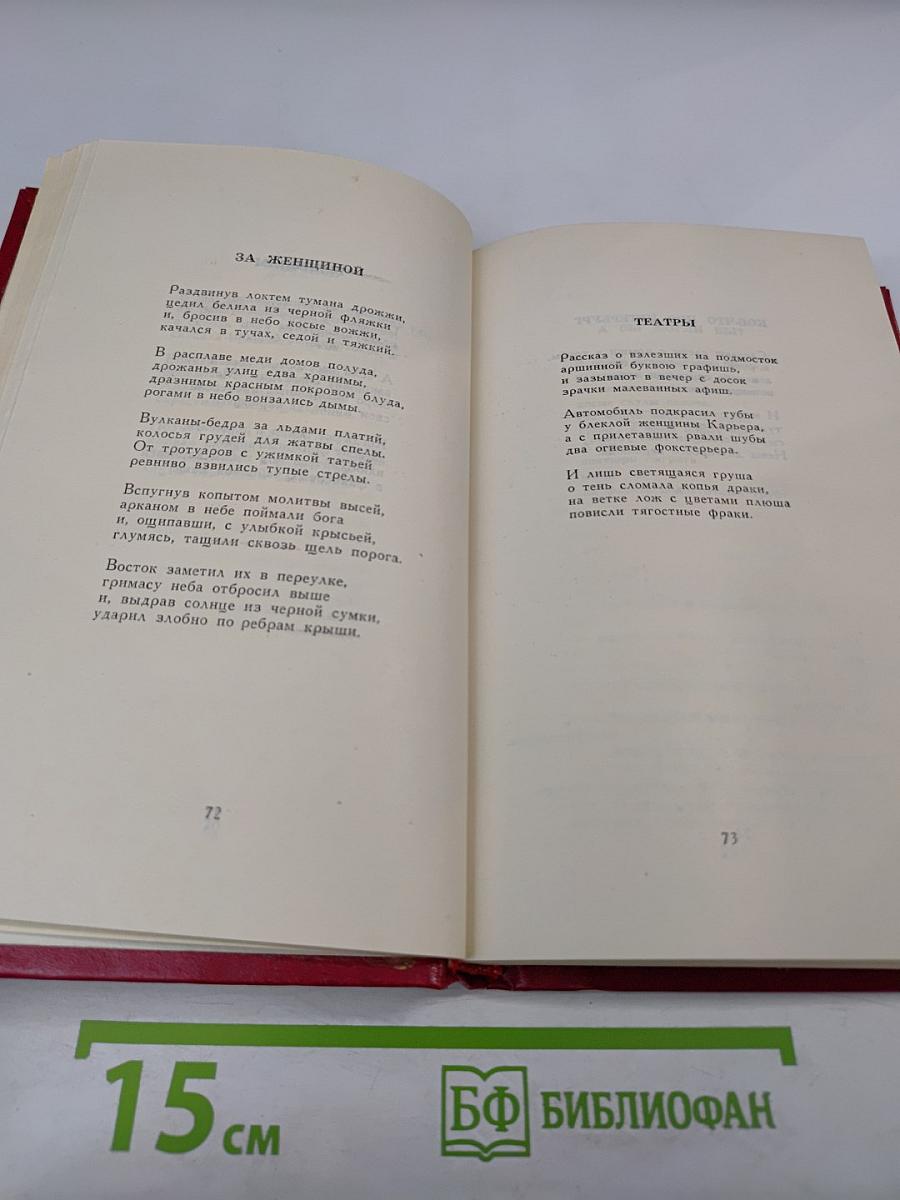 ЗА ЖЕНЩИНОЙ
Раздвинув локтем тумана дрожжи,
цедил белила из черной фляжки
и, бросив в небо косые вожжи,
качался в тучах, седой и тяжкий.
В расплаве меди домов полуда,
дрожанья улиц едва хранимы,
дразнимы красным покровом блуда,
рогами в небо вонзались дымы.
Вулканы-бедра за льдами платий,
колосья грудей для жатвы спелы.
От тротуаров с ужимкой татьей
ревниво взвились тупые стрелы.
Вспугнув копытом молитвы высей,
арканом в небе поймали бога
и, ощипавши, с улыбкой крысьей,
глумясь, тащили сквозь щель порога.
Восток заметил их в переулке,
гримасу неба отбросил выше
и, выдрав солнце из черной сумки,
ударил злобно по ребрам крыши.
72
ТЕАТРЫ
Рассказ о взлезших на подмосток
аршинной буквою графишь,
и зазывают в вечер с досок
зрачки малеванных афиш.
Автомобиль подкрасил губы
у блеклой женщины Карьера,
а с прилетавших рвали шубы
два огневые фокстерьера.
И лишь светящаяся груша
о тень сломала копья драки,
на ветке лож с цветами плюша
повисли тягостные фраки.
73
15 см
БФ БИБЛИОФАН